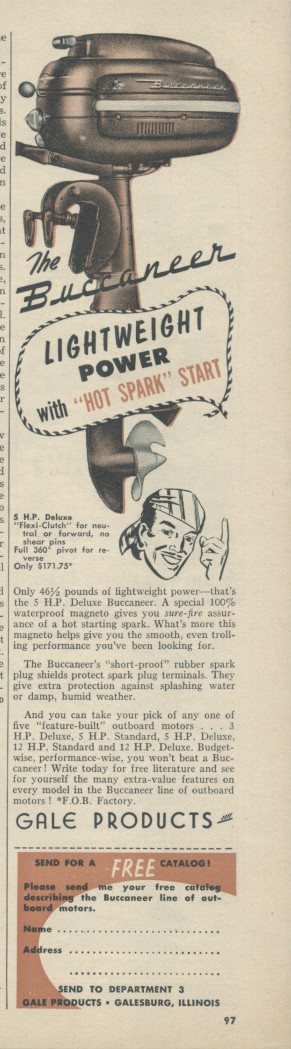 Buccaneer
The
Buccaneer
LIGHTWEIGHT
POWER
with "HOT SPARK" START
5 H.P. Deluxe
"Flexi-Clutch" for neu-
tral or forward, no
shear pins
Full 360° pivot for re-
verse
Only $171.75*
Only 46½ pounds of lightweight power—that's
the 5 H.P. Deluxe Buccaneer. A special 100%
waterproof magneto gives you sure-fire assur-
ance of a hot starting spark. What's more this
magneto helps give you the smooth, even troll-
ing performance you've been looking for.
The Buccaneer's "short-proof" rubber spark
plug shields protect spark plug terminals. They
give extra protection against splashing water
or damp, humid weather.
And you can take your pick of any one of
five "feature-built" outboard motors . . . 3
H.P. Deluxe, 5 H.P. Standard, 5 H.P. Deluxe,
12 H.P. Standard and 12 H.P. Deluxe. Budget-
wise, performance-wise, you won't beat a Buc-
caneer! Write today for free literature and see
for yourself the many extra-value features on
every model in the Buccaneer line of outboard
motors! *F.O.B. Factory.
GALE PRODUCTS
SEND FOR A FREE CATALOG!
Please send me your free catalog
describing the Buccaneer line of out-
board motors.
Name
Address
SEND TO DEPARTMENT 3
GALE PRODUCTS • GALESBURG, ILLINOIS
97